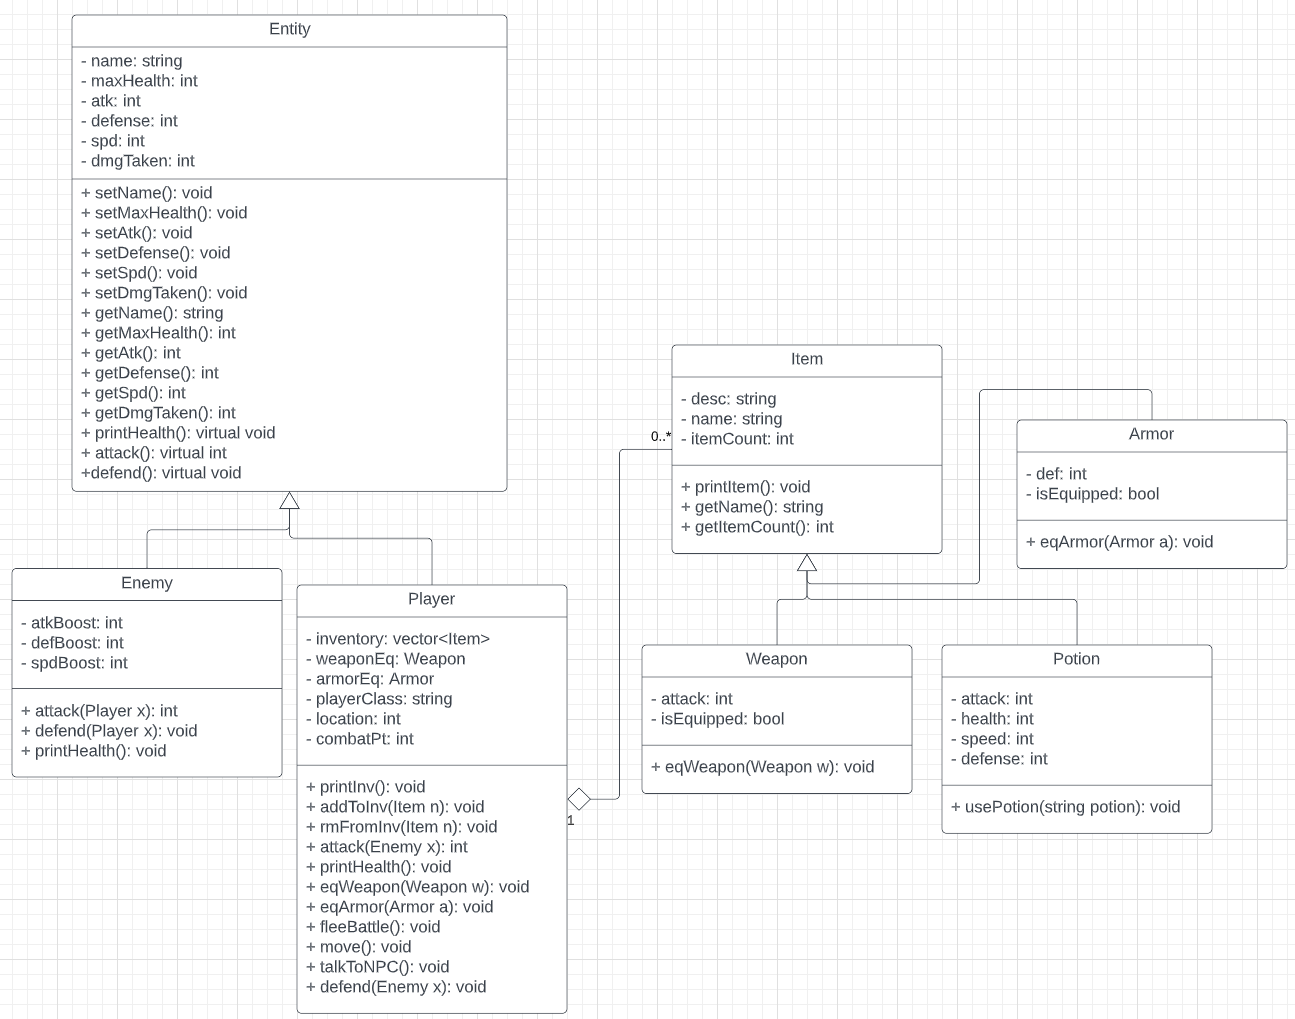 Entity
- name: string
- maxHealth: int
- atk: int
- defense: int
- spd: int
- dmgTaken: int
+ setName(): void
+ setMaxHealth(): void
+ setAtk(): void
+ setDefense(): void
+ setSpd(): void
+ setDmgTaken(): void
+ getName(): string
+ getMaxHealth(): int
+ getAtk(): int
+ getDefense(): int
+ getSpd(): int
+ getDmgTaken(): int
+ printHealth(): virtual void
+ attack(): virtual int
+defend(): virtual void
Enemy
- atkBoost: int
- defBoost: int
- spdBoost: int
+ attack(Player x): int
+ defend(Player x): void
+ printHealth(): void
Player
- inventory: vector<Item>
- weaponEq: Weapon
- armorEq: Armor
- playerClass: string
- location: int
- combatPt: int
+ printInv(): void
+ addToInv(Item n): void
+ rmFromInv(Item n): void
+ attack(Enemy x): int
+ printHealth(): void
+ eqWeapon(Weapon w): void
+ eqArmor(Armor a): void
+ fleeBattle(): void
+ move(): void
+ talkToNPC(): void
+ defend(Enemy x): void
1
0..*
Item
- desc: string
- name: string
- itemCount: int
+ printItem(): void
+ getName(): string
+ getItemCount(): int
Armor
- def: int
- isEquipped: bool
+ eqArmor(Armor a): void
Weapon
- attack: int
- isEquipped: bool
+ eqWeapon(Weapon w): void
Potion
- attack: int
- health: int
- speed: int
- defense: int
+ usePotion(string potion): void